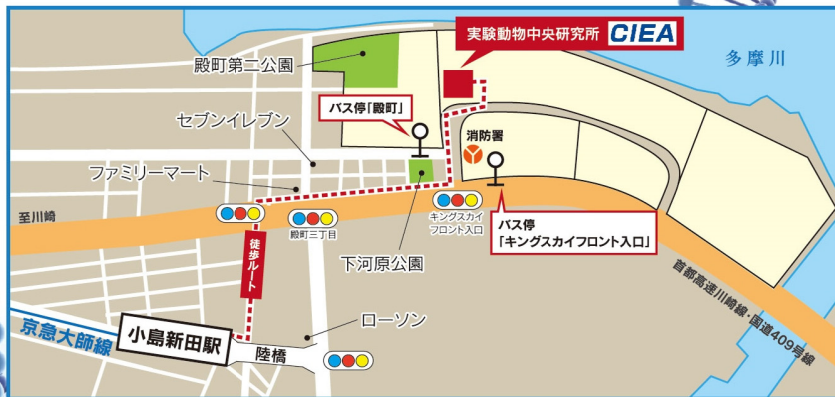 実験動物中央研究所 CIEA
多摩川
殿町第二公園
バス停「殿町」
セブンイレブン
消防署
ファミリーマート
至川崎
殿町三丁目
キングスカイ
フロント入口
バス停
「キングスカイフロント入口」
下河原公園
徒歩ルート
首都高速川崎線・国道409号線
ローソン
京急大師線
小島新田駅
陸橋